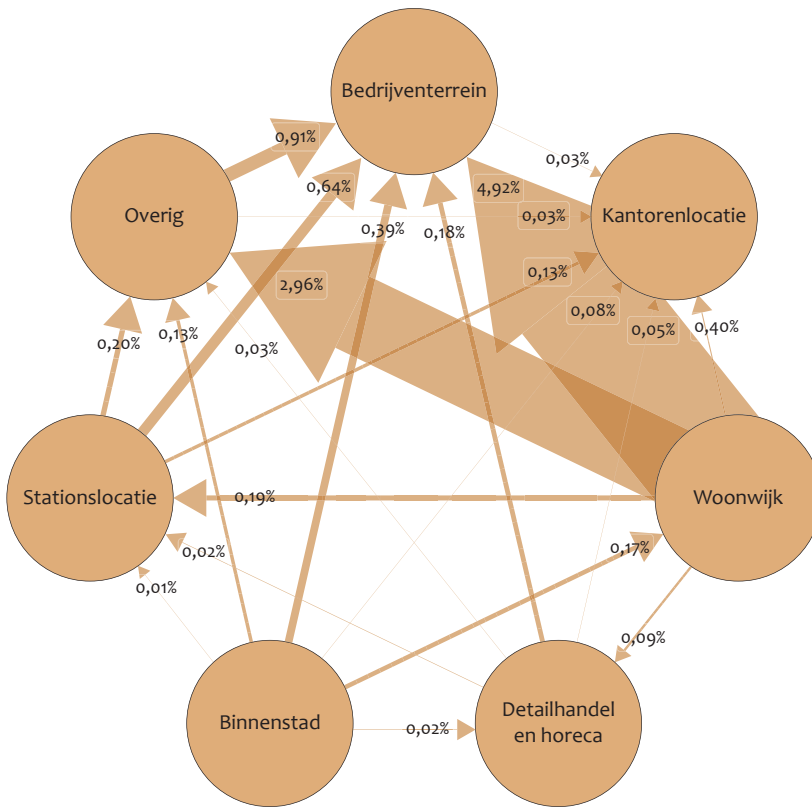 Bedrijventerrein
0,91%
0,03%
0,64%
4,92%
Overig
0,03%
Kantorenlocatie
0,39%
0,18%
0,13%
2,96%
0,08%
0,20%
0,13%
0,03%
0,05%
0,40%
Stationslocatie
0,19%
Woonwijk
0,02%
0,17%
0,01%
0,09%
Binnenstad
0,02%
Detailhandel
en horeca